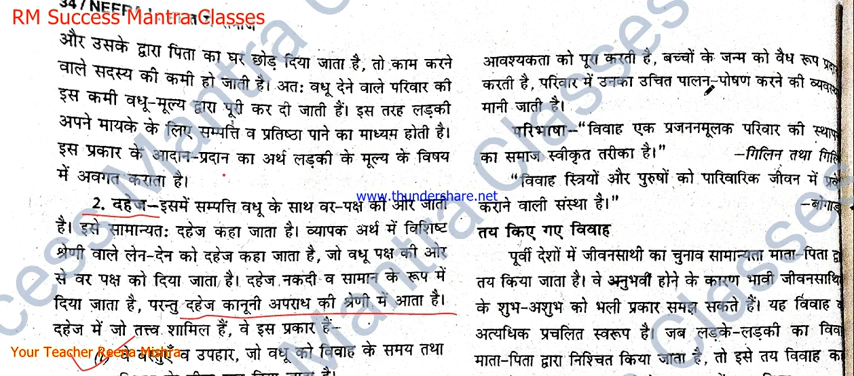 34 / NEERAJ
RM Success Mantra Classes
और उसके द्वारा पिता का घर छोड़ दिया जाता है, तो काम करने
वाले सदस्य की कमी हो जाती है। अत: वधू देने वाले परिवार की
इस कमी वधू-मूल्य द्वारा पूरी कर दी जाती हैं। इस तरह लड़की
अपने मायके के लिए सम्पत्ति व प्रतिष्ठा पाने का माध्यम होती है।
इस प्रकार के आदान-प्रदान का अर्थ लड़की के मूल्य के विषय
में अवगत कराता है।
2. दहेज–इसमें सम्पत्ति वधू के साथ वर-पक्ष की ओर जाती
है। इसे सामान्यत: दहेज कहा जाता है। व्यापक अर्थ में विशिष्ट
श्रेणी वाले लेन-देन को दहेज कहा जाता है, जो वधू पक्ष की ओर
से वर पक्ष को दिया जाता है। दहेज नकदी व सामान के रूप में
दिया जाता है, परन्तु दहेज कानूनी अपराध की श्रेणी में आता है।
दहेज में जो तत्त्व शामिल हैं, वे इस प्रकार हैं–
वे वस्तुएँ व उपहार, जो वधू को विवाह के समय तथा
Your Teacher Reena Mishra
आवश्यकता को पूरा करती है, बच्चों के जन्म को वैध रूप
करती है, परिवार में उनका उचित पालन-पोषण करने की
मानी जाती है।
परिभाषा–"विवाह एक प्रजननमूलक परिवार की
का समाज स्वीकृत तरीका है।" –गिलिन तथा
"विवाह स्त्रियों और पुरुषों को पारिवारिक जीवन में
कराने वाली संस्था है।"
तय किए गए विवाह
पूर्वी देशों में जीवनसाथी का चुनाव सामान्यता माता-पिता
तय किया जाता है। वे अनुभवी होने के कारण भावी
के शुभ-अशुभ को भली प्रकार समझ सकते हैं। यह विवाह
अत्यधिक प्रचलित स्वरूप है। जब लड़के-लड़की का
माता-पिता द्वारा निश्चित किया जाता है, तो इसे तय विवाह
www.thundershare.net